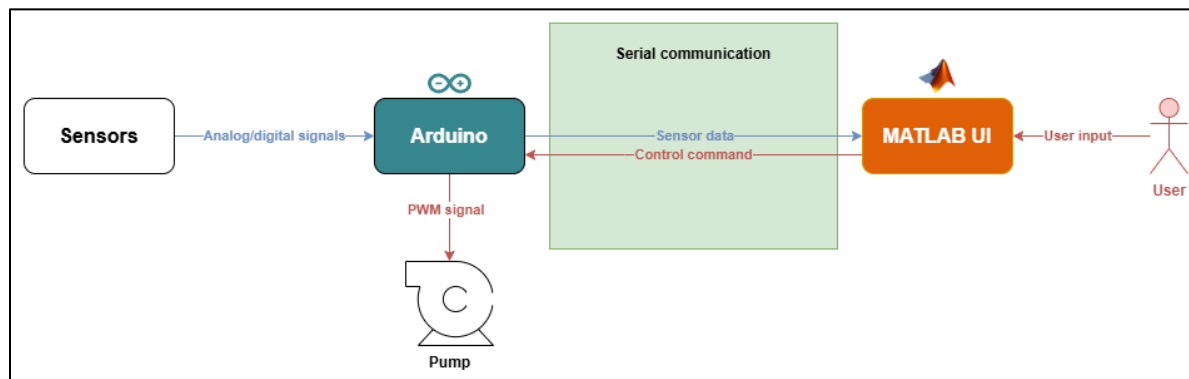 Serial communication
Sensors
Analog/digital signals
Arduino
Sensor data
Control command
MATLAB UI
User input
User
PWM signal
Pump